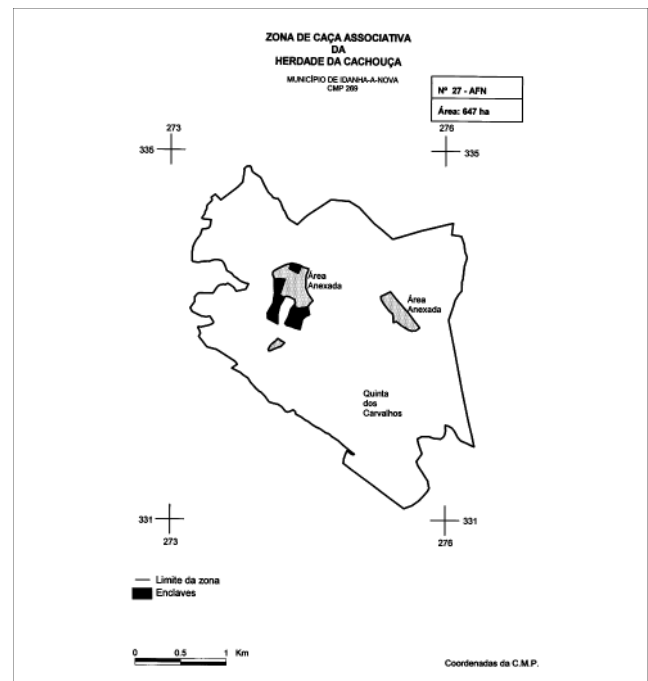 ZONA DE CAÇA ASSOCIATIVA
DA
HERDADE DA CACHOUÇA
MUNICÍPIO DE IDANHA-A-NOVA
CMP 269
Nº 27 - AFN
Área: 647 ha
273
276
335
335
Área
Anexada
Área
Anexada
Quinta
dos
Carvalhos
331
331
273
276
Limite da zona
Enclaves
0 0.5 1 Km
Coordenadas da C.M.P.